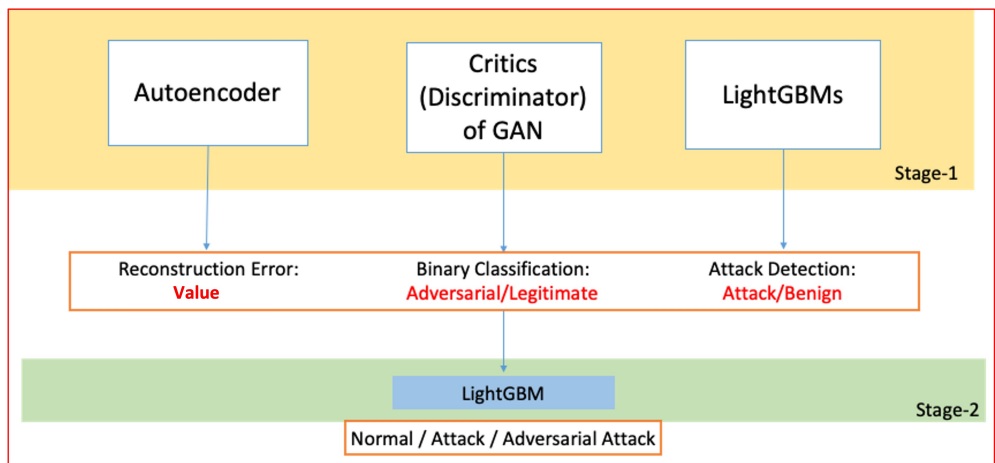 Autoencoder
Critics
(Discriminator)
of GAN
LightGBMs
Stage-1
Reconstruction Error:
Value
Binary Classification:
Adversarial/Legitimate
Attack Detection:
Attack/Benign
LightGBM
Stage-2
Normal / Attack / Adversarial Attack